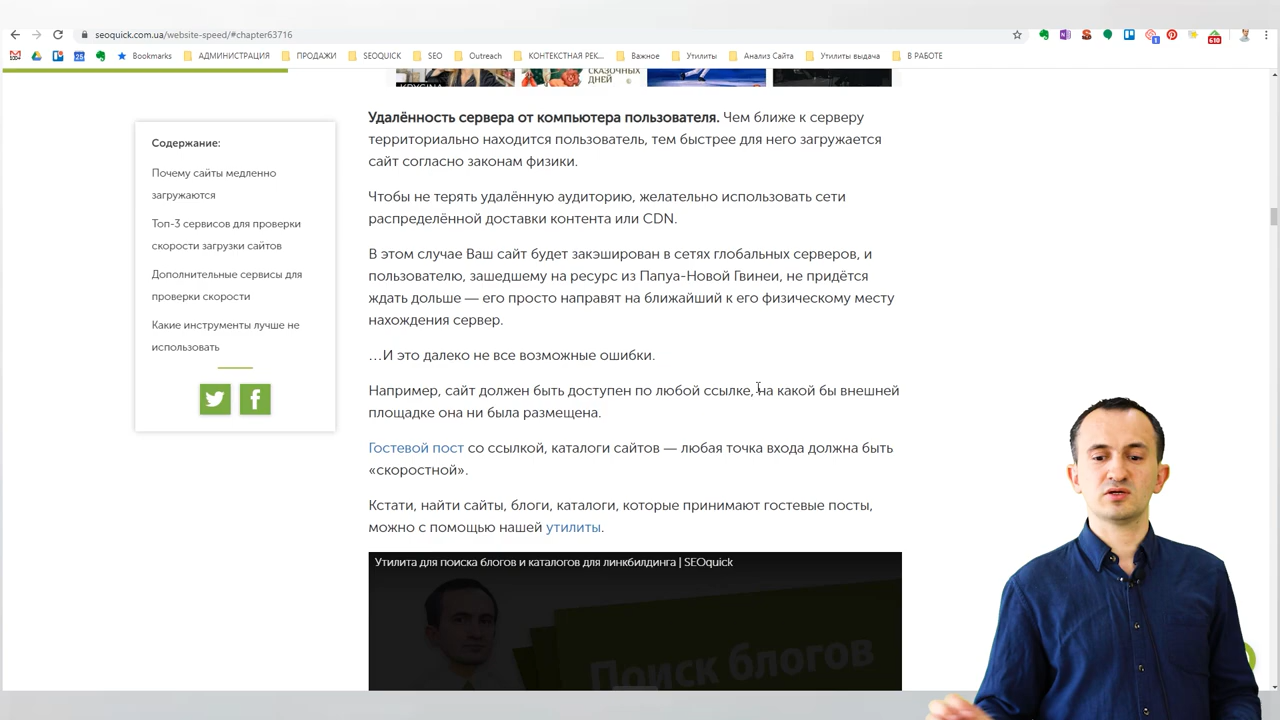 seoquick.com.ua/website-speed/#chapter63716
610
Bookmarks
АДМИНИСТРАЦИЯ
ПРОДАЖИ
SEOQUICK
SEO
Outreach
КОНТЕКСТНАЯ РЕК...
Важное
Утилиты
Анализ Сайта
Утилиты выдача
В РАБОТЕ
СКАЗОЧНЫХ
ДНЕЙ
Содержание:
Почему сайты медленно
загружаются
Топ-3 сервисов для проверки
скорости загрузки сайтов
Дополнительные сервисы для
проверки скорости
Какие инструменты лучше не
использовать
Удалённость сервера от компьютера пользователя. Чем ближе к серверу
территориально находится пользователь, тем быстрее для него загружается
сайт согласно законам физики.
Чтобы не терять удалённую аудиторию, желательно использовать сети
распределённой доставки контента или CDN.
В этом случае Ваш сайт будет закэширован в сетях глобальных серверов, и
пользователю, зашедшему на ресурс из Папуа-Новой Гвинеи, не придётся
ждать дольше — его просто направят на ближайший к его физическому месту
нахождения сервер.
…И это далеко не все возможные ошибки.
Например, сайт должен быть доступен по любой ссылке, на какой бы внешней
площадке она ни была размещена.
Гостевой пост со ссылкой, каталоги сайтов — любая точка входа должна быть
«скоростной».
Кстати, найти сайты, блоги, каталоги, которые принимают гостевые посты,
можно с помощью нашей утилиты.
Утилита для поиска блогов и каталогов для линкбилдинга | SEOquick
Поиск блогов